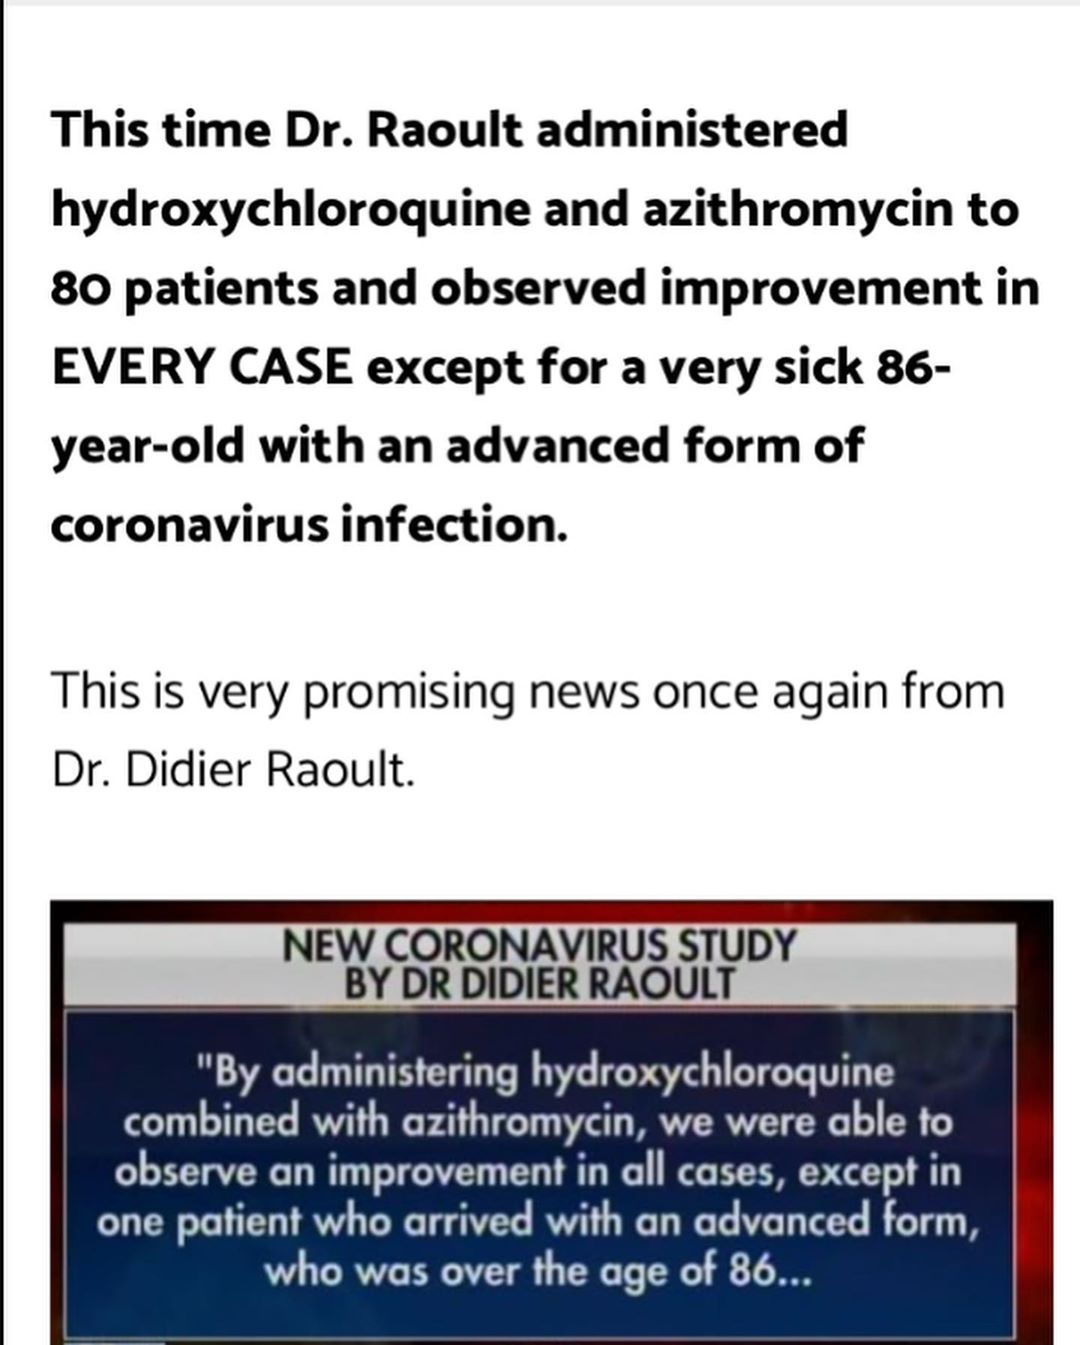 This time Dr. Raoult administered
hydroxychloroquine and azithromycin to
80 patients and observed improvement in
EVERY CASE except for a very sick 86-
year-old with an advanced form of
coronavirus infection.
This is very promising news once again from
Dr. Didier Raoult.
NEW CORONAVIRUS STUDY
BY DR DIDIER RAOULT
"By administering hydroxychloroquine
combined with azithromycin, we were able to
observe an improvement in all cases, except in
one patient who arrived with an advanced form,
who was over the age of 86...